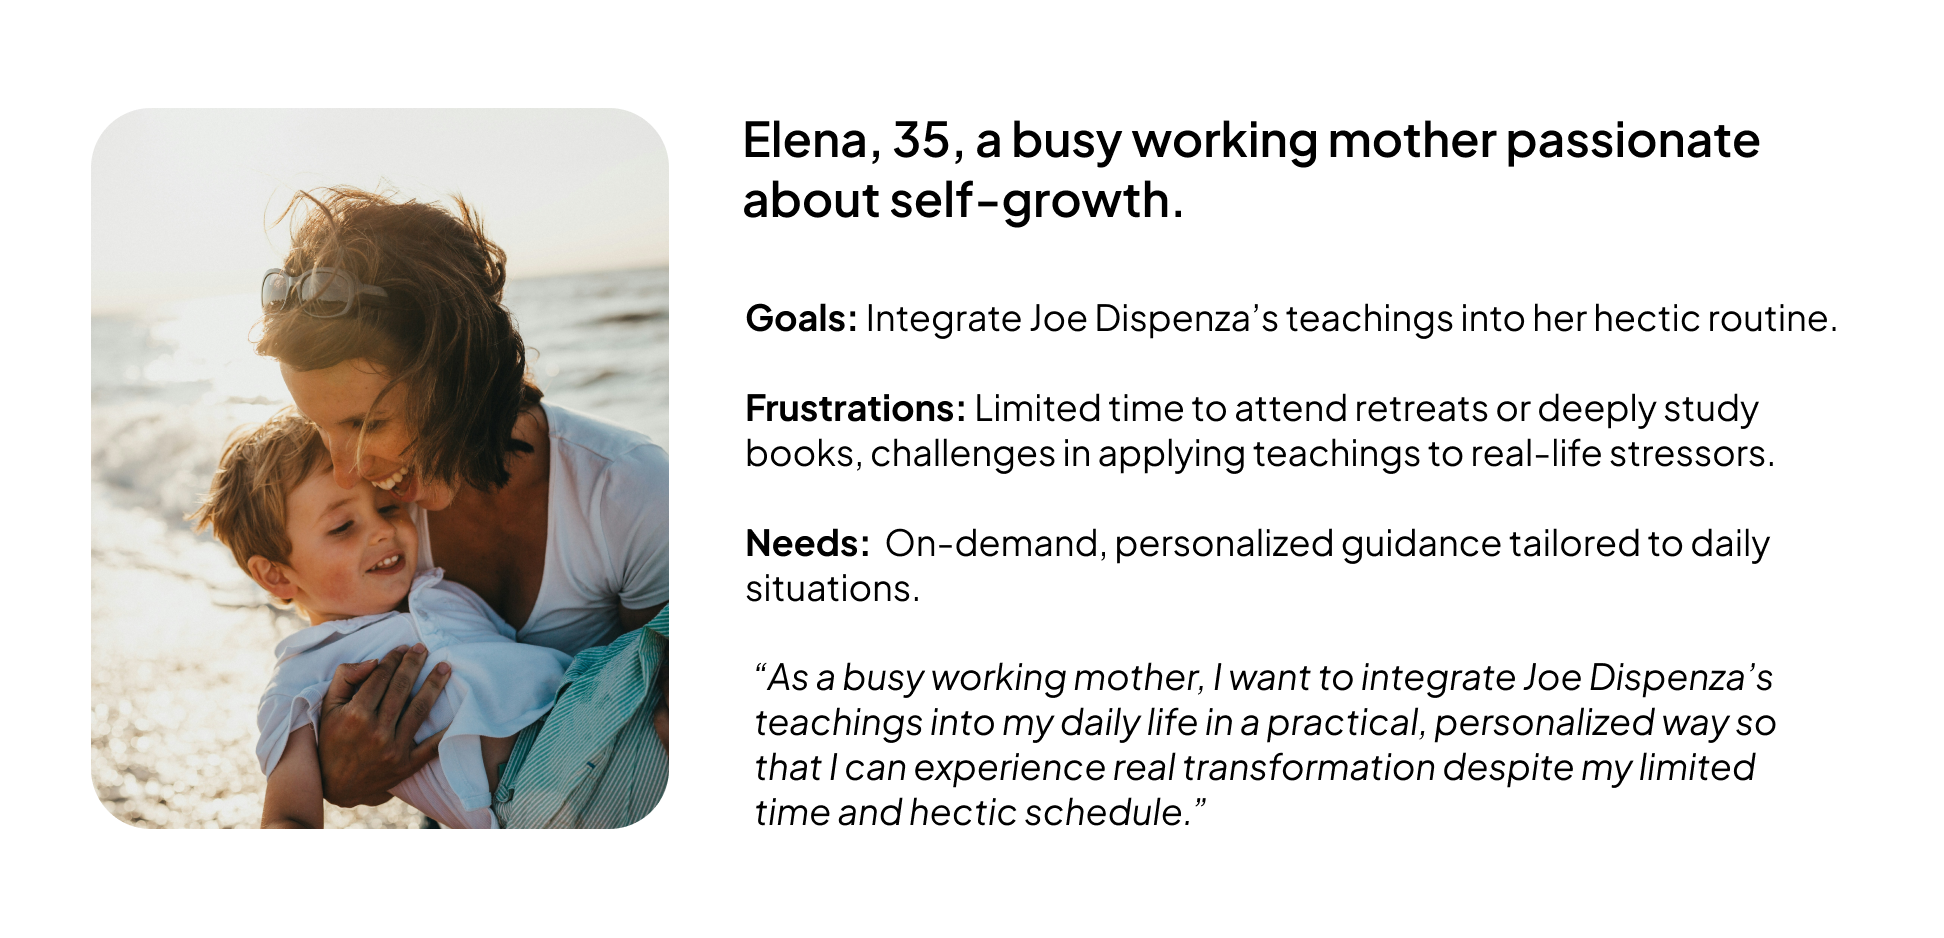 Elena, 35, a busy working mother passionate
about self-growth.
Goals: Integrate Joe Dispenza’s teachings into her hectic routine.
Frustrations: Limited time to attend retreats or deeply study
books, challenges in applying teachings to real-life stressors.
Needs:  On-demand, personalized guidance tailored to daily
situations.
“As a busy working mother, I want to integrate Joe Dispenza’s
teachings into my daily life in a practical, personalized way so
that I can experience real transformation despite my limited
time and hectic schedule.”